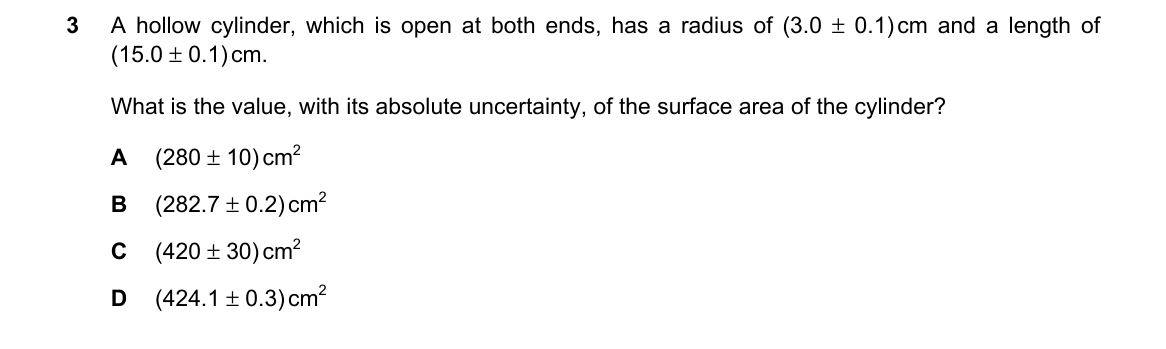 3 A hollow cylinder, which is open at both ends, has a radius of (3.0 ± 0.1) cm and a length of
(15.0 ± 0.1) cm.
What is the value, with its absolute uncertainty, of the surface area of the cylinder?
A (280 ± 10) cm²
B (282.7 ± 0.2) cm²
C (420 ± 30) cm²
D (424.1 ± 0.3) cm²